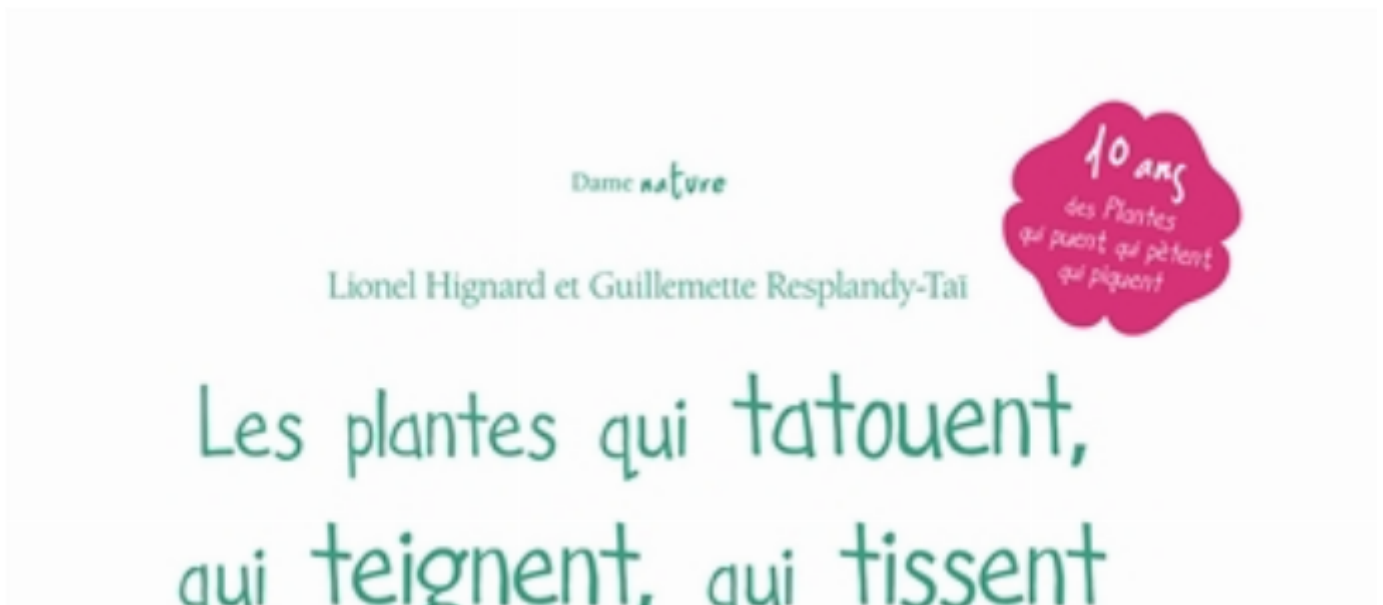 Dame nature
10 ans
des Plantes
qui puent qui pètent
qui piquent
Lionel Hignard et Guillemette Resplandy-Taï
Les plantes qui tatouent,
qui teignent, qui tissent